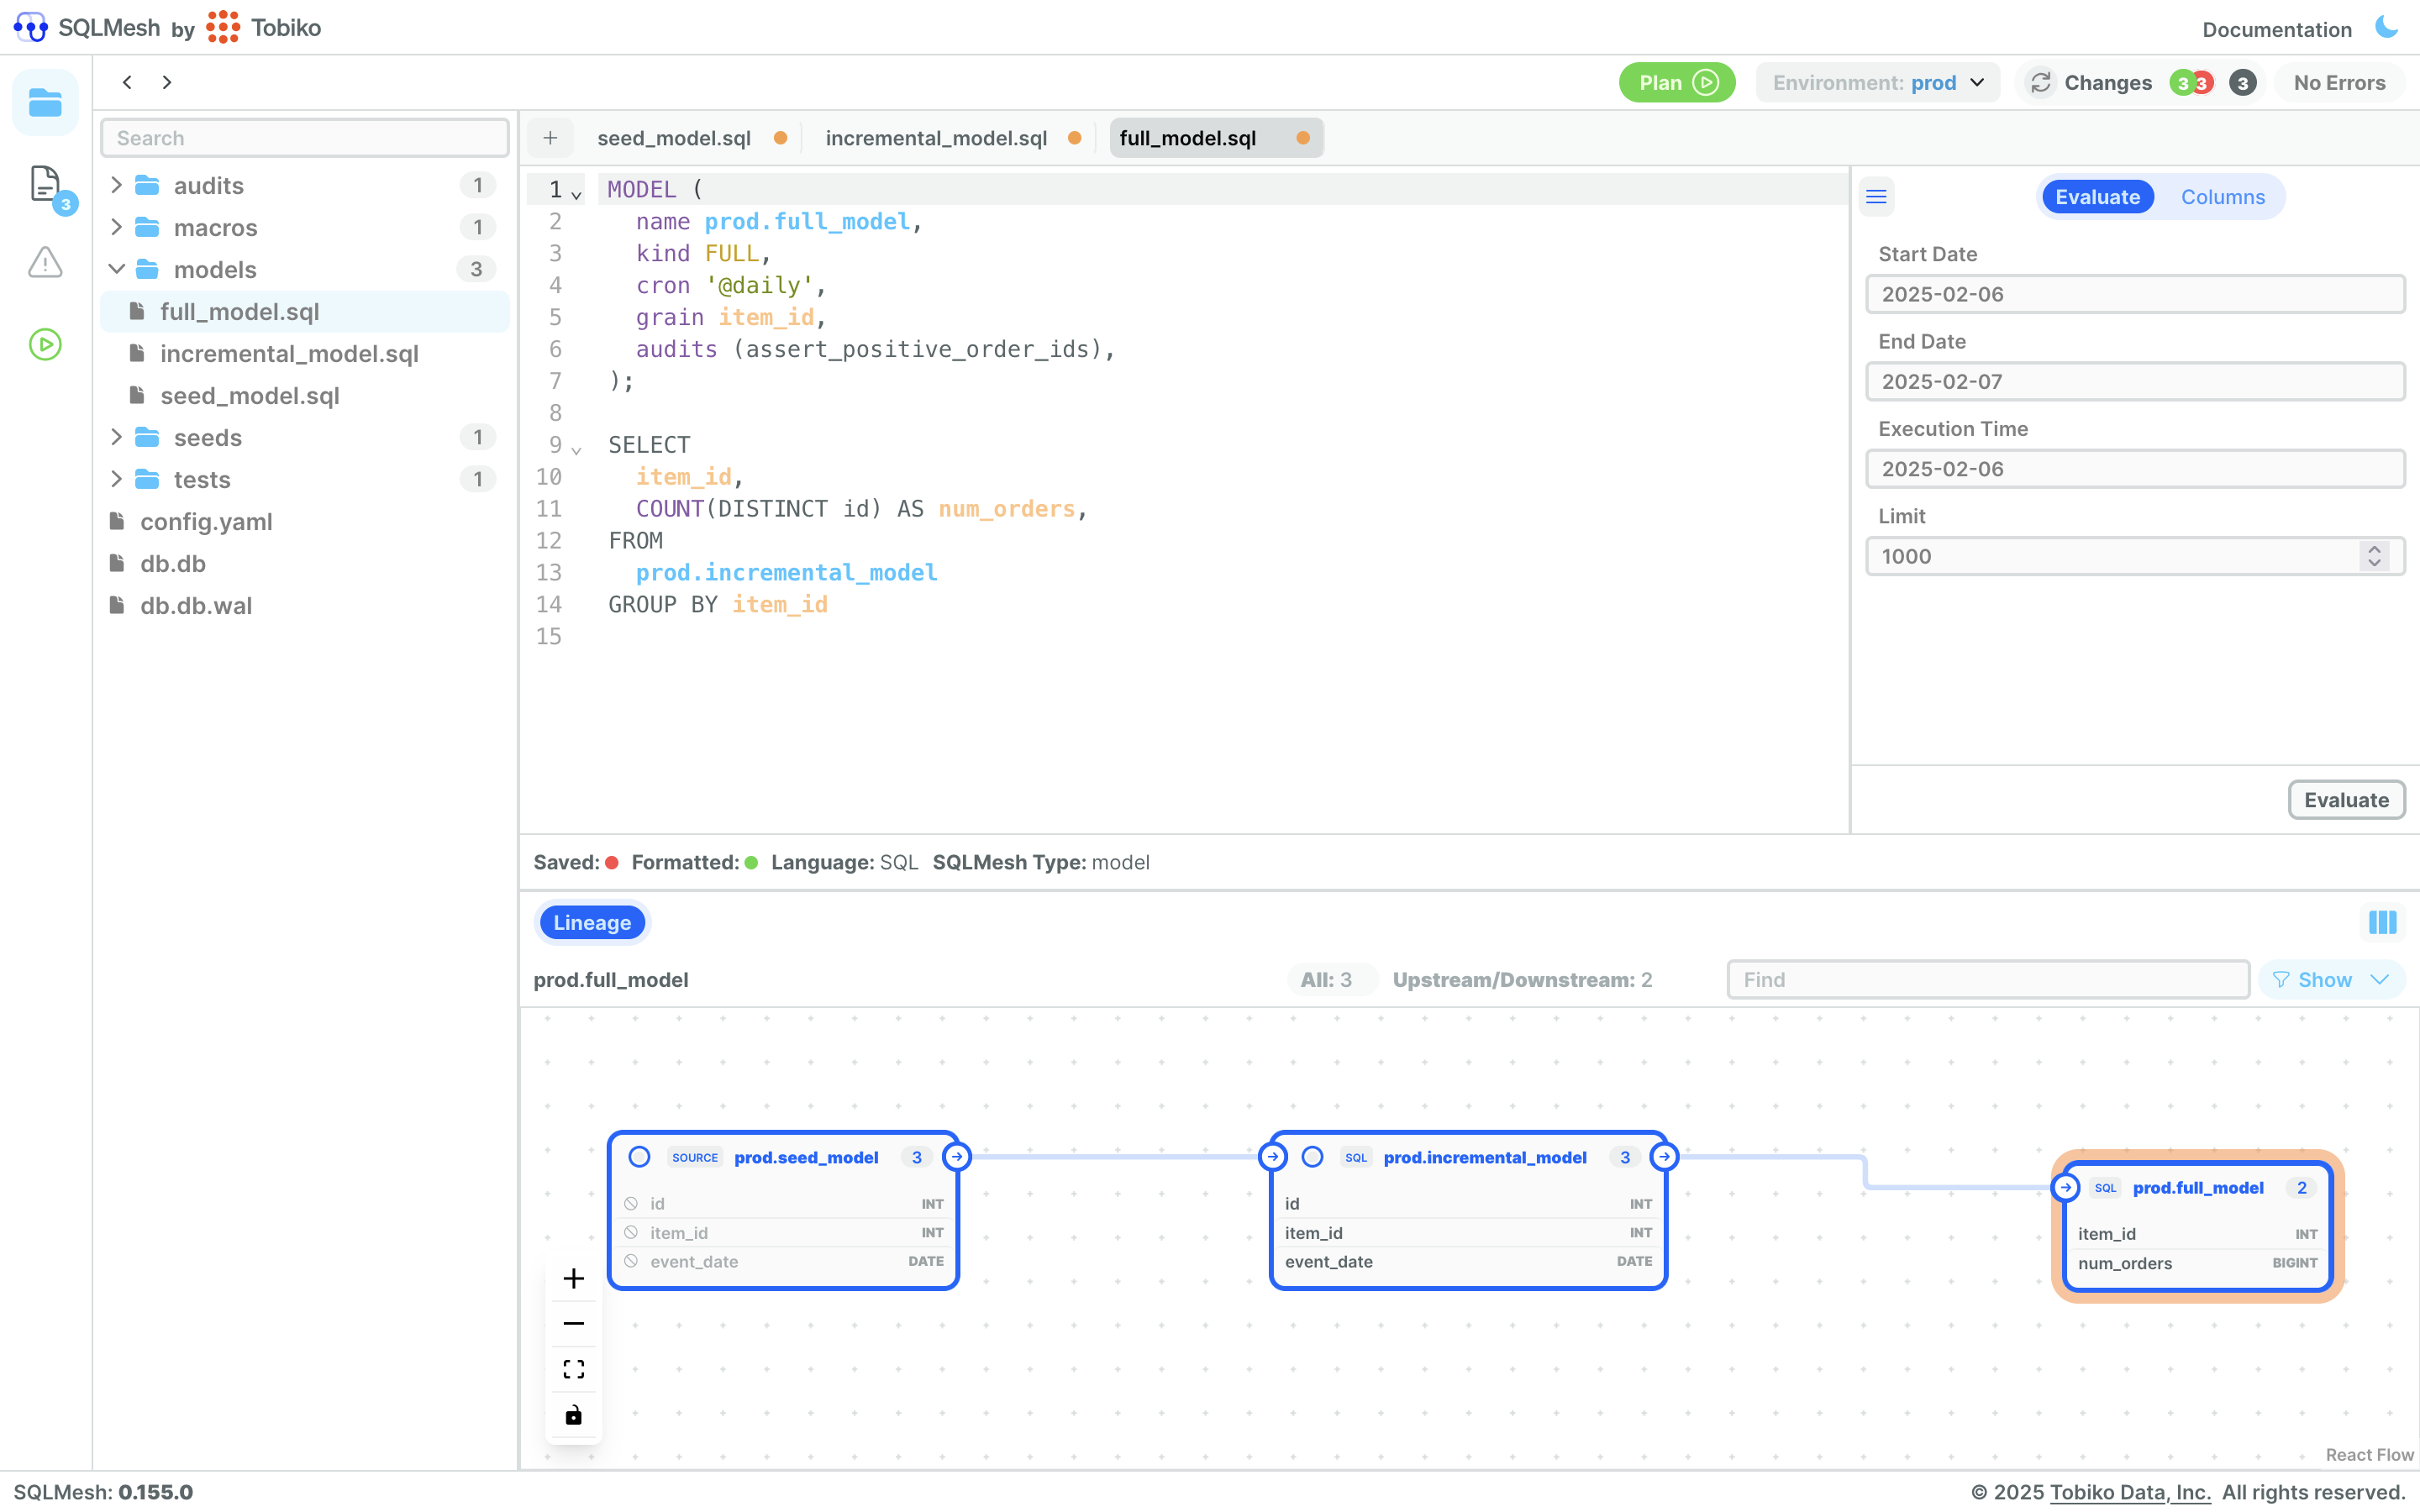 SQLMesh by Tobiko
Documentation
Plan
Environment: prod
Changes
3
3
3
No Errors
Search
audits 1
macros 1
models 3
full_model.sql
incremental_model.sql
seed_model.sql
seeds 1
tests 1
config.yaml
db.db
db.db.wal
3
seed_model.sql
incremental_model.sql
full_model.sql
1 MODEL (
2 name prod.full_model,
3 kind FULL,
4 cron '@daily',
5 grain item_id,
6 audits (assert_positive_order_ids),
7 );
8
9 SELECT
10 item_id,
11 COUNT(DISTINCT id) AS num_orders,
12 FROM
13 prod.incremental_model
14 GROUP BY item_id
15
Evaluate
Columns
Start Date
2025-02-06
End Date
2025-02-07
Execution Time
2025-02-06
Limit
1000
Evaluate
Saved: Formatted: Language: SQL SQLMesh Type: model
Lineage
prod.full_model
All: 3
Upstream/Downstream: 2
Find
Show
SOURCE prod.seed_model 3
id INT
item_id INT
event_date DATE
SQL prod.incremental_model 3
id INT
item_id INT
event_date DATE
SQL prod.full_model 2
item_id INT
num_orders BIGINT
React Flow
SQLMesh: 0.155.0
© 2025 Tobiko Data, Inc. All rights reserved.